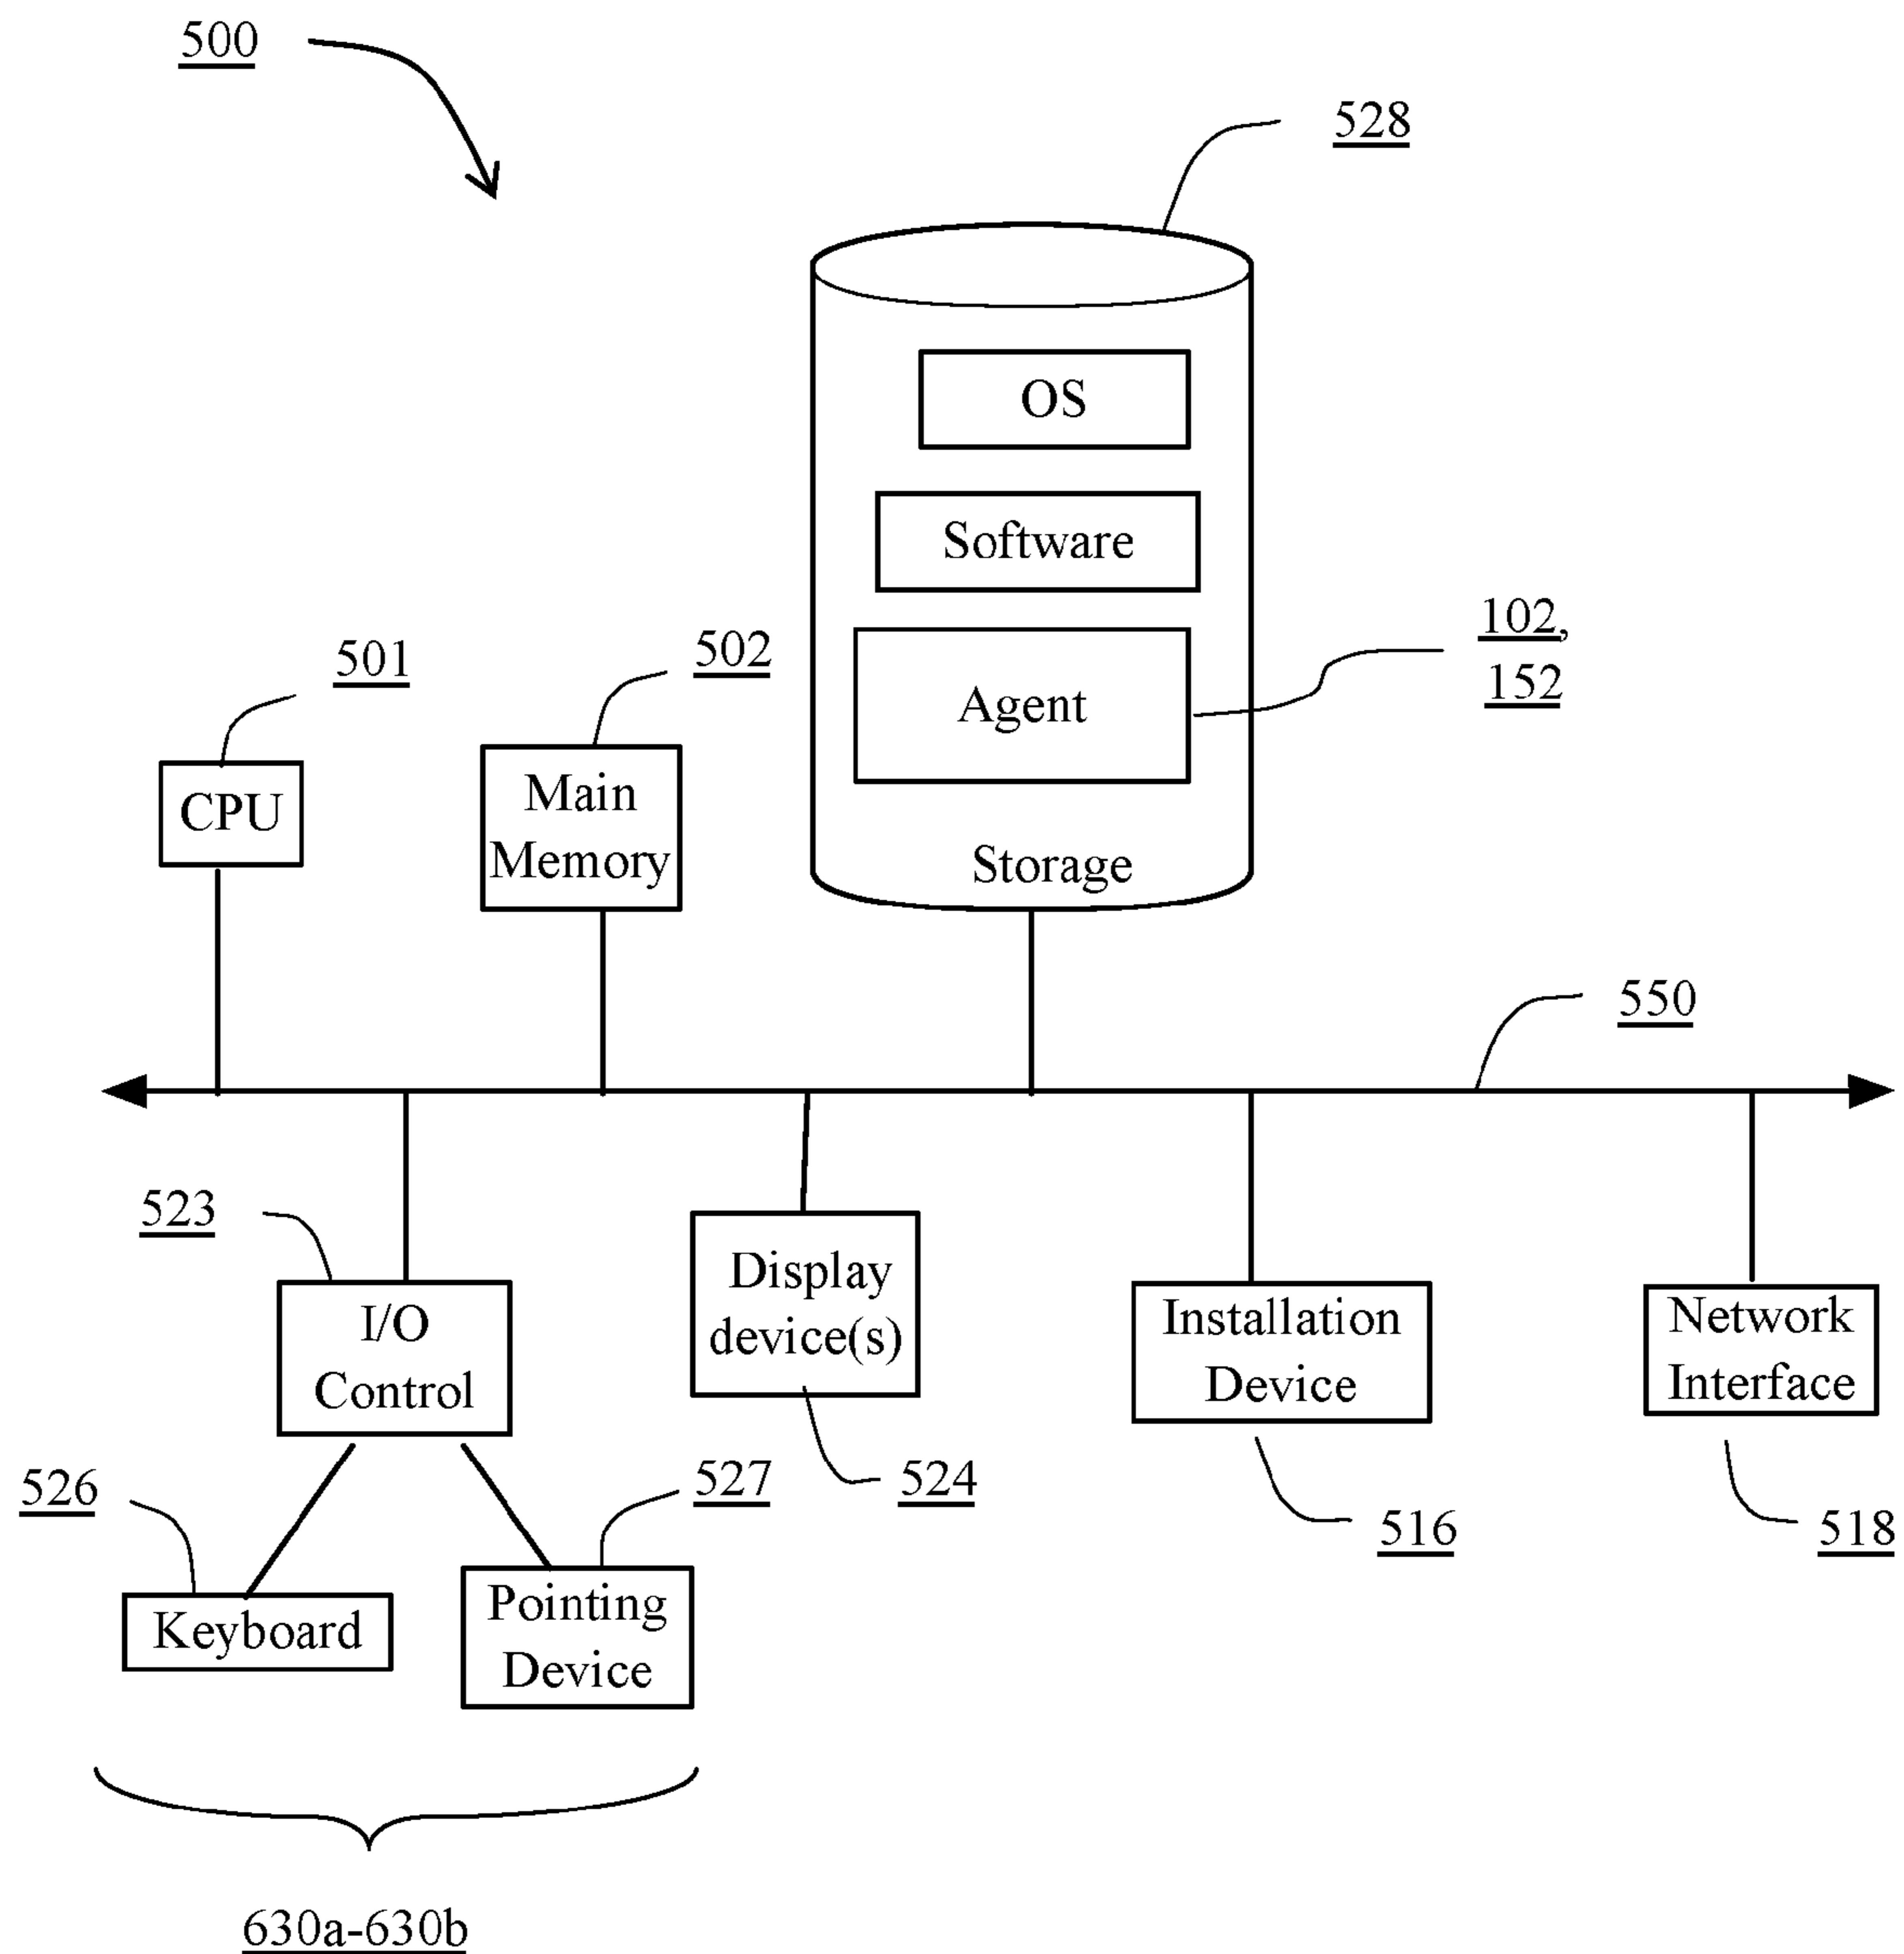 500
528
OS
Software
102,
152
Agent
501
502
CPU
Main
Memory
Storage
550
523
I/O
Control
Display
device(s)
Installation
Device
Network
Interface
526
527
524
516
518
Keyboard
Pointing
Device
630a-630b